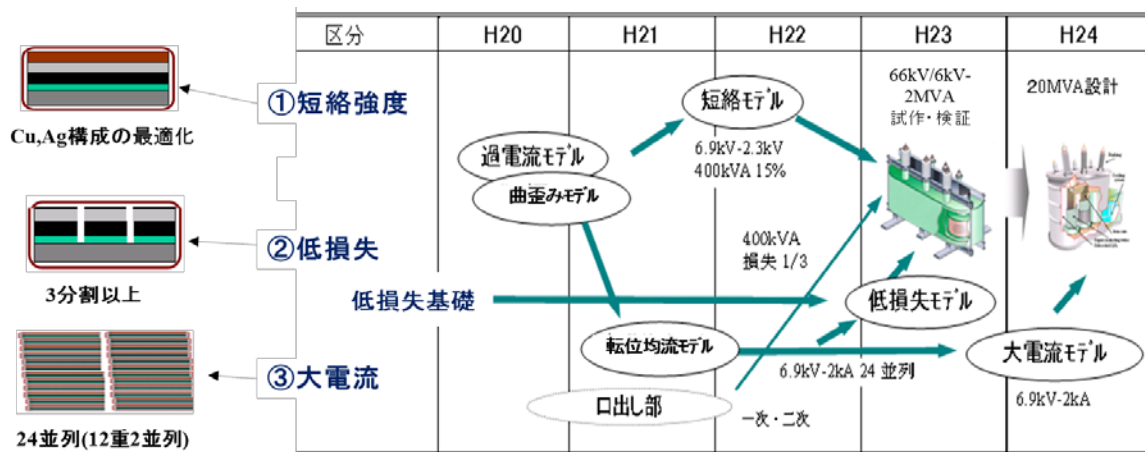 区分
H20
H21
H22
H23
H24
①短絡強度
Cu,Ag構成の最適化
過電流モデル
曲歪みモデル
短絡モデル
6.9kV-2.3kV
400kVA 15%
66kV/6kV-
2MVA
試作・検証
20MVA設計
②低損失
3分割以上
低損失基礎
400kVA
損失 1/3
低損失モデル
③大電流
24並列(12重2並列)
転位均流モデル
6.9kV-2kA 24 並列
大電流モデル
6.9kV-2kA
口出し部
一次・二次